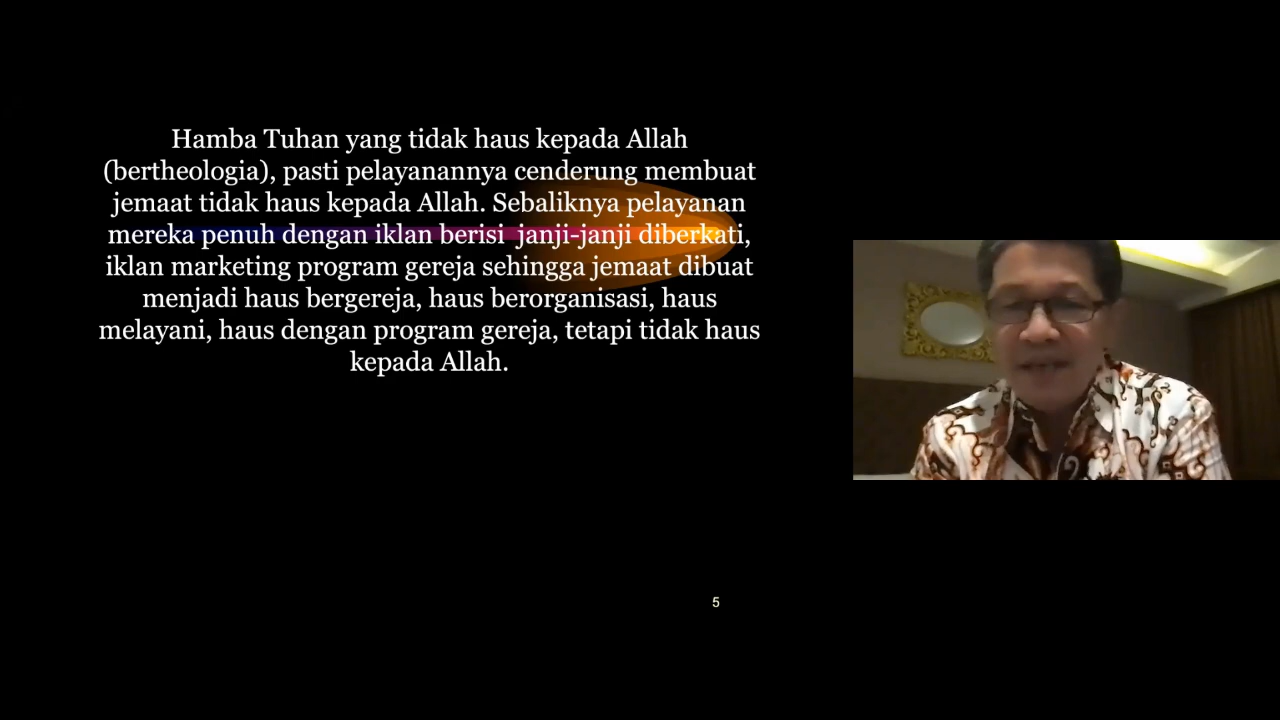 Hamba Tuhan yang tidak haus kepada Allah
(bertheologia), pasti pelayanannya cenderung membuat
jemaat tidak haus kepada Allah. Sebaliknya pelayanan
mereka penuh dengan iklan berisi  janji-janji diberkati,
iklan marketing program gereja sehingga jemaat dibuat
menjadi haus bergereja, haus berorganisasi, haus
melayani, haus dengan program gereja, tetapi tidak haus
kepada Allah.
5